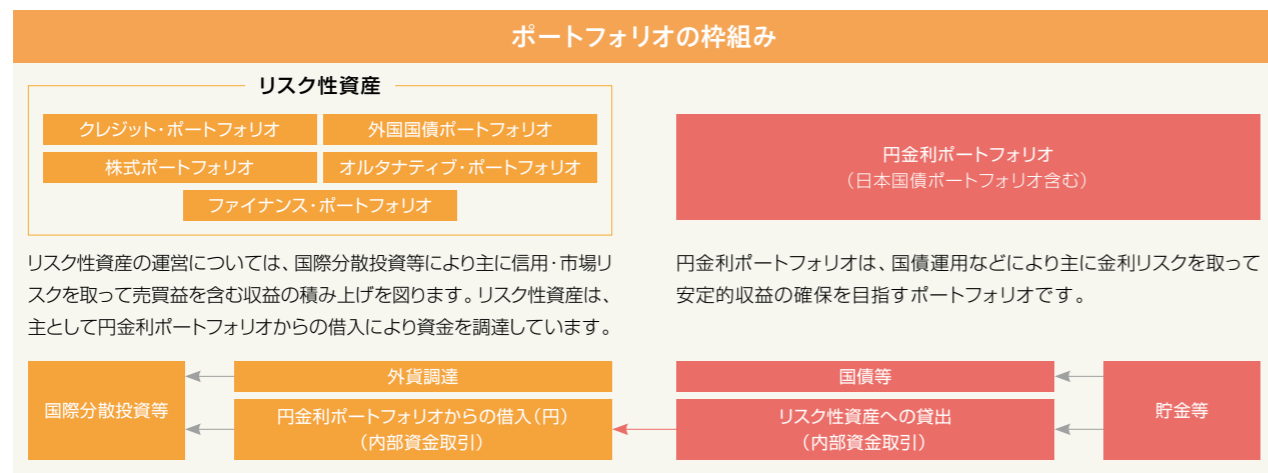 ポートフォリオの枠組み
リスク性資産
クレジット・ポートフォリオ
外国国債ポートフォリオ
株式ポートフォリオ
オルタナティブ・ポートフォリオ
ファイナンス・ポートフォリオ
リスク性資産の運営については、国際分散投資等により主に信用・市場リ
スクを取って売買益を含む収益の積み上げを図ります。リスク性資産は、
主として円金利ポートフォリオからの借入により資金を調達しています。
円金利ポートフォリオ
（日本国債ポートフォリオ含む）
円金利ポートフォリオは、国債運用などにより主に金利リスクを取って
安定的収益の確保を目指すポートフォリオです。
国際分散投資等
外貨調達
円金利ポートフォリオからの借入（円）
（内部資金取引）
国債等
リスク性資産への貸出
（内部資金取引）
貯金等